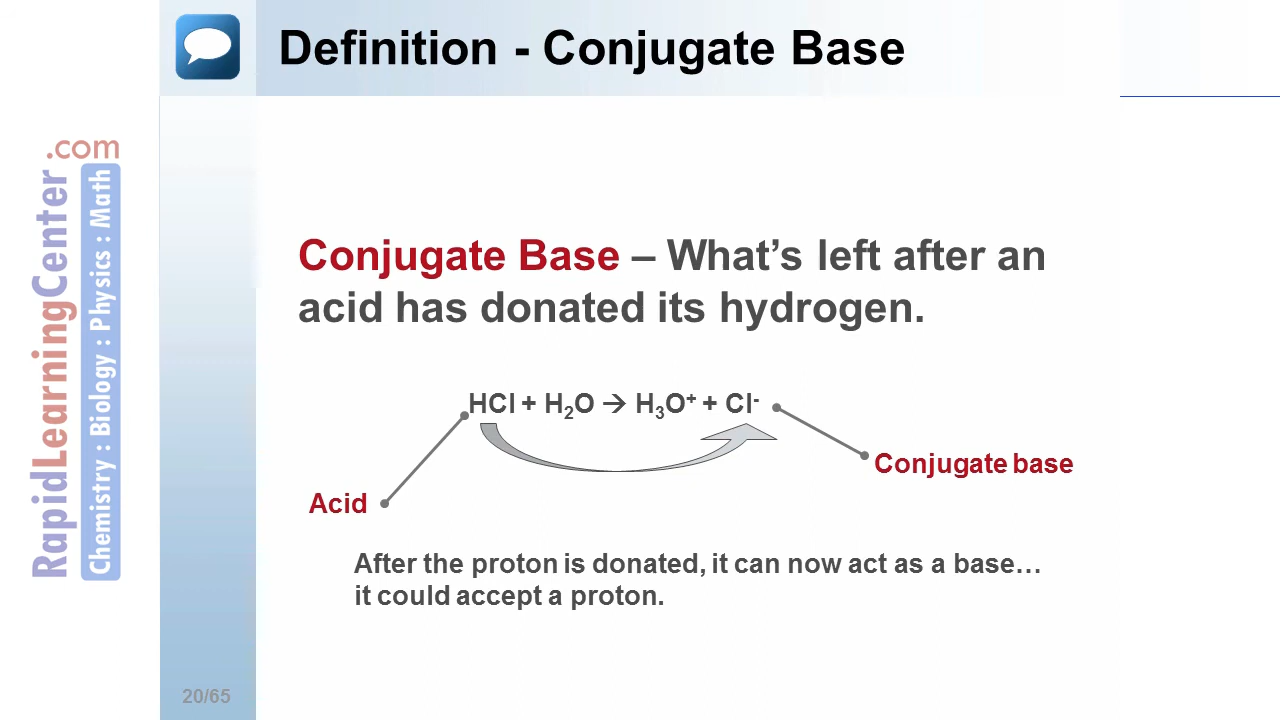 Definition - Conjugate Base
.com
RapidLearningCenter
Chemistry : Biology : Physics : Math
Conjugate Base – What’s left after an
acid has donated its hydrogen.
HCl + H₂O → H₃O⁺ + Cl⁻
Conjugate base
Acid
After the proton is donated, it can now act as a base…
it could accept a proton.
20/65